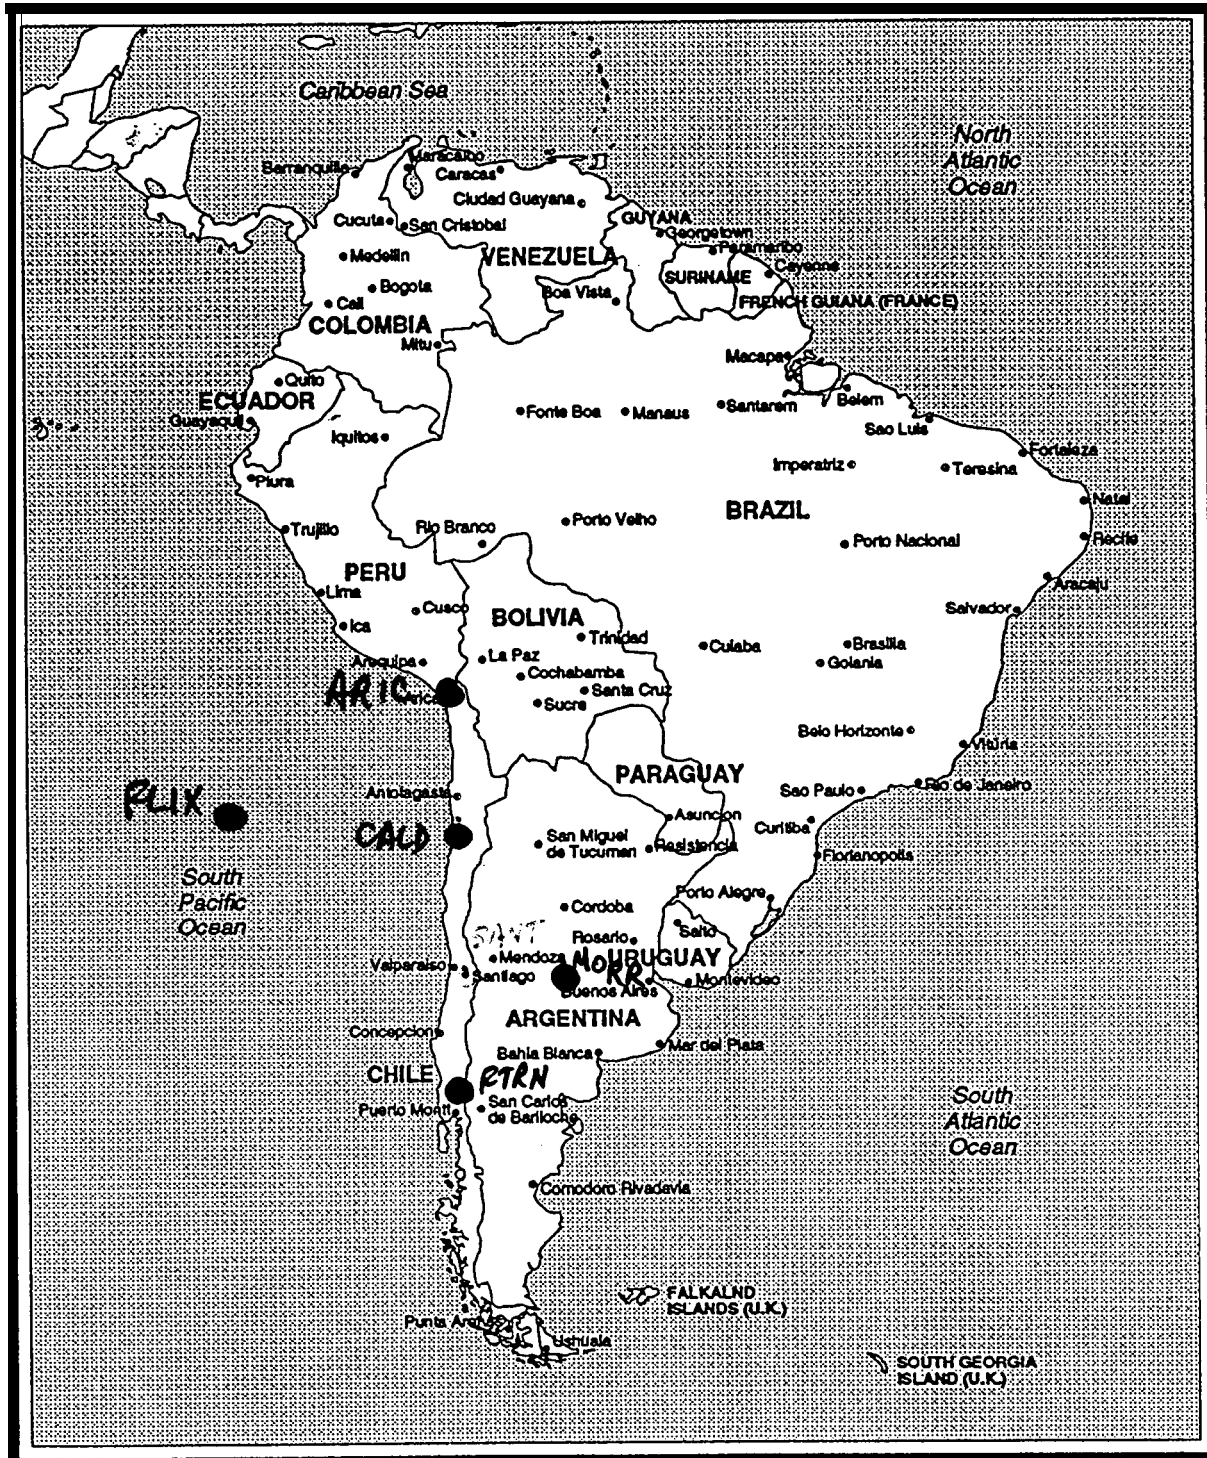 Caribbean Sea
North
Atlantic
Ocean
Maracaibo
Barranquilla
Caracas
Ciudad Guayana
GUYANA
Cucuta
San Cristobal
Georgetown
Paramaribo
Medellin
VENEZUELA
Cayenne
SURINAME
Bogota
Boa Vista
FRENCH GUIANA (FRANCE)
Cali
COLOMBIA
Mitu
Macapa
Quito
ECUADOR
Belem
Fonte Boa
Manaus
Santarem
Guayaquil
Sao Luis
Iquitos
Fortaleza
Imperatriz
Teresina
Piura
Natal
BRAZIL
Trujillo
Rio Branco
Porto Velho
Recife
Porto Nacional
PERU
Aracaju
Lima
Cusco
BOLIVIA
Salvador
Ica
Trinidad
Cuiaba
Brasilia
Arequipa
La Paz
Goiania
Cochabamba
ARIC
Arica
Santa Cruz
Sucre
Belo Horizonte
Vitúria
PARAGUAY
Rio de Janeiro
Antofagasta
Sao Paulo
FLIX
Asuncion
CALD
Curitiba
San Miguel
de Tucuman
Resistencia
Florianopolis
South
Pacific
Ocean
Porto Alegre
Cordoba
SANT
Salto
Rosario
Mendoza
MORR.
URUGUAY
Valparaiso
Santiago
Montevideo
Buenos Aires
ARGENTINA
Concepcion
Mar del Plata
Bahia Blanca
CHILE
RTRN
Puerto Montt
San Carlos
de Bariloche
South
Atlantic
Ocean
Comodoro Rivadavia
FALKALND
ISLANDS (U.K.)
Punta
Ushuaia
SOUTH GEORGIA
ISLAND (U.K.)